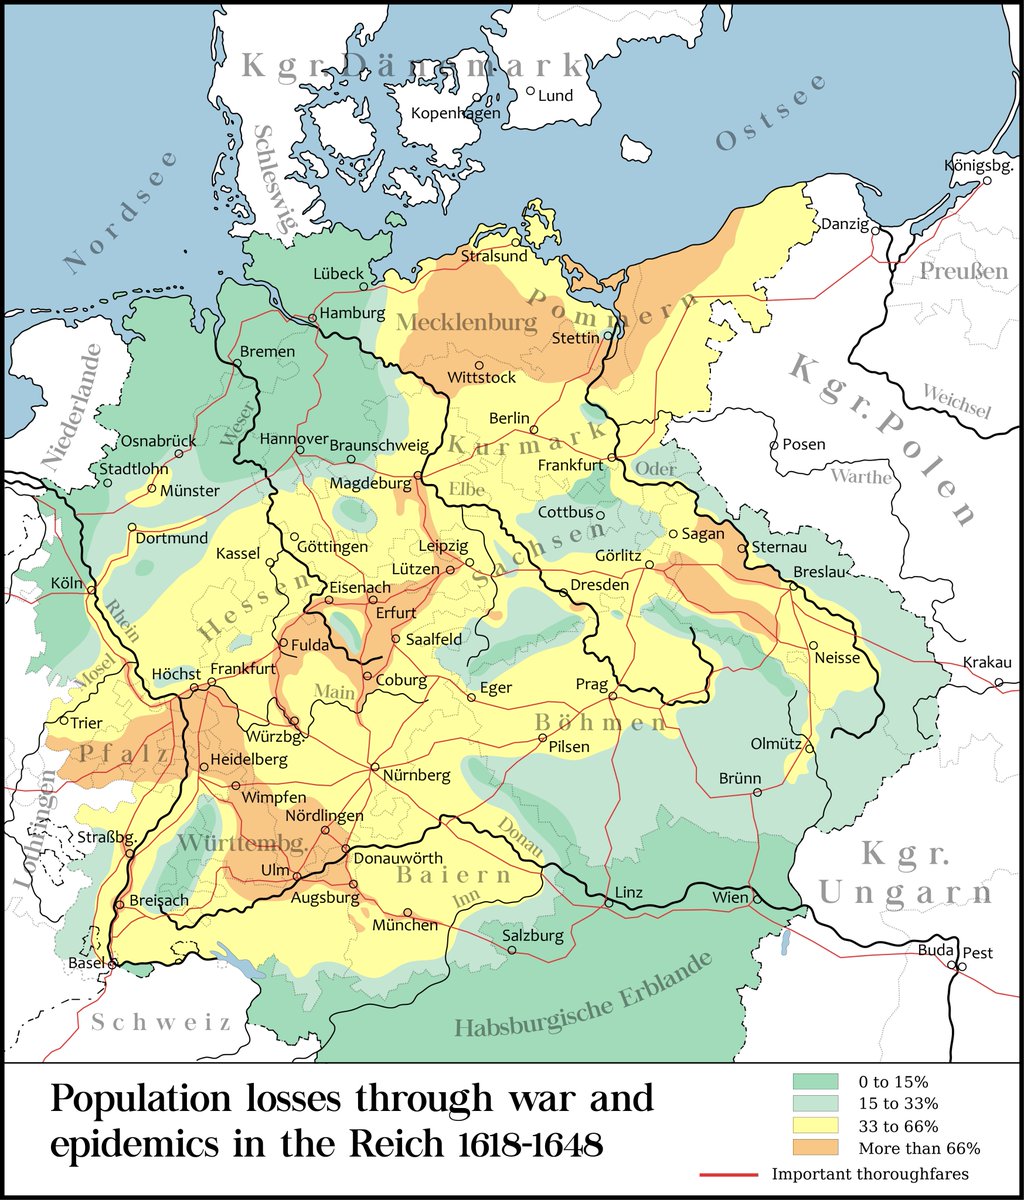 Kgr. Dänemark
Lund
Kopenhagen
Ostsee
Nordsee
Schleswig
Königsbg.
Danzig
Preußen
Stralsund
Lübeck
Hamburg
Mecklenburg
Pommern
Stettin
Bremen
Wittstock
Niederlande
Weser
Kgr. Polen
Weichsel
Berlin
Osnabrück
Hannover
Braunschweig
Kurmark
Posen
Stadtlohn
Münster
Magdeburg
Elbe
Frankfurt
Oder
Warthe
Cottbus
Dortmund
Göttingen
Kassel
Leipzig
Sachsen
Sagan
Sternau
Görlitz
Lützen
Breslau
Köln
Hessen
Eisenach
Dresden
Rhein
Erfurt
Fulda
Saalfeld
Neisse
Mosel
Höchst
Frankfurt
Coburg
Krakau
Main
Eger
Prag
Trier
Würzbg.
Böhmen
Pfalz
Heidelberg
Pilsen
Olmütz
Nürnberg
Brünn
Lothringen
Wimpfen
Nördlingen
Straßbg.
Württembg.
Donau
Donauwörth
Kgr.
Ungarn
Ulm
Baiern
Augsburg
Inn
Linz
Wien
Breisach
München
Salzburg
Buda
Pest
Basel
Habsburgische Erblande
Schweiz
Population losses through war and
epidemics in the Reich 1618-1648
0 to 15%
15 to 33%
33 to 66%
More than 66%
Important thoroughfares